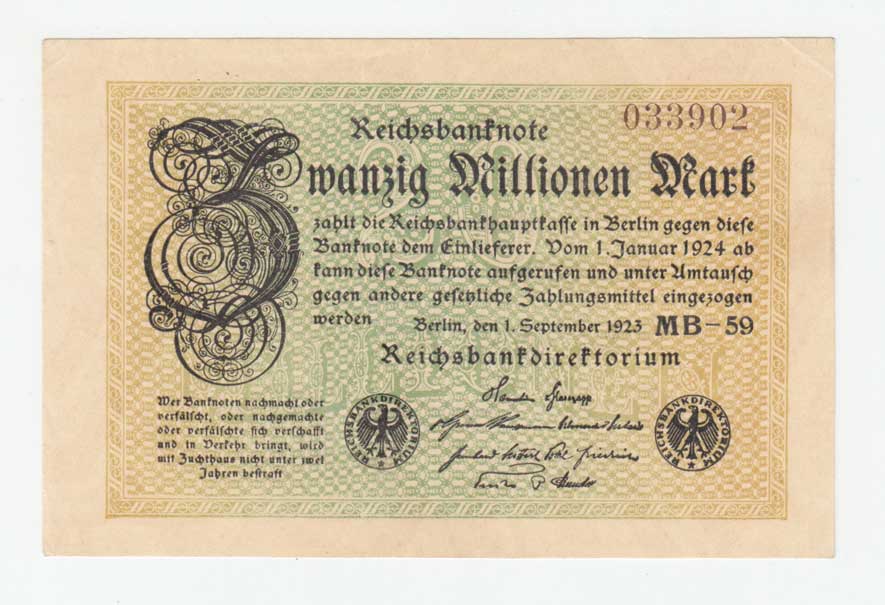 033902
Reichsbanknote
Zwanzig Millionen Mark
zahlt die Reichsbankhauptkasse in Berlin gegen diese
Banknote dem Einlieferer. Vom 1. Januar 1924 ab
kann diese Banknote aufgerufen und unter Umtausch
gegen andere gesetzliche Zahlungsmittel eingezogen
werden
Berlin, den 1. September 1923 MB-59
Reichsbankdirektorium
Wer Banknoten nachmacht oder
verfälscht, oder nachgemachte
oder verfälschte sich verschafft
und in Verkehr bringt, wird
mit Zuchthaus nicht unter zwei
Jahren bestraft
REICHSBANKDIREKTORIUM
REICHSBANKDIREKTORIUM